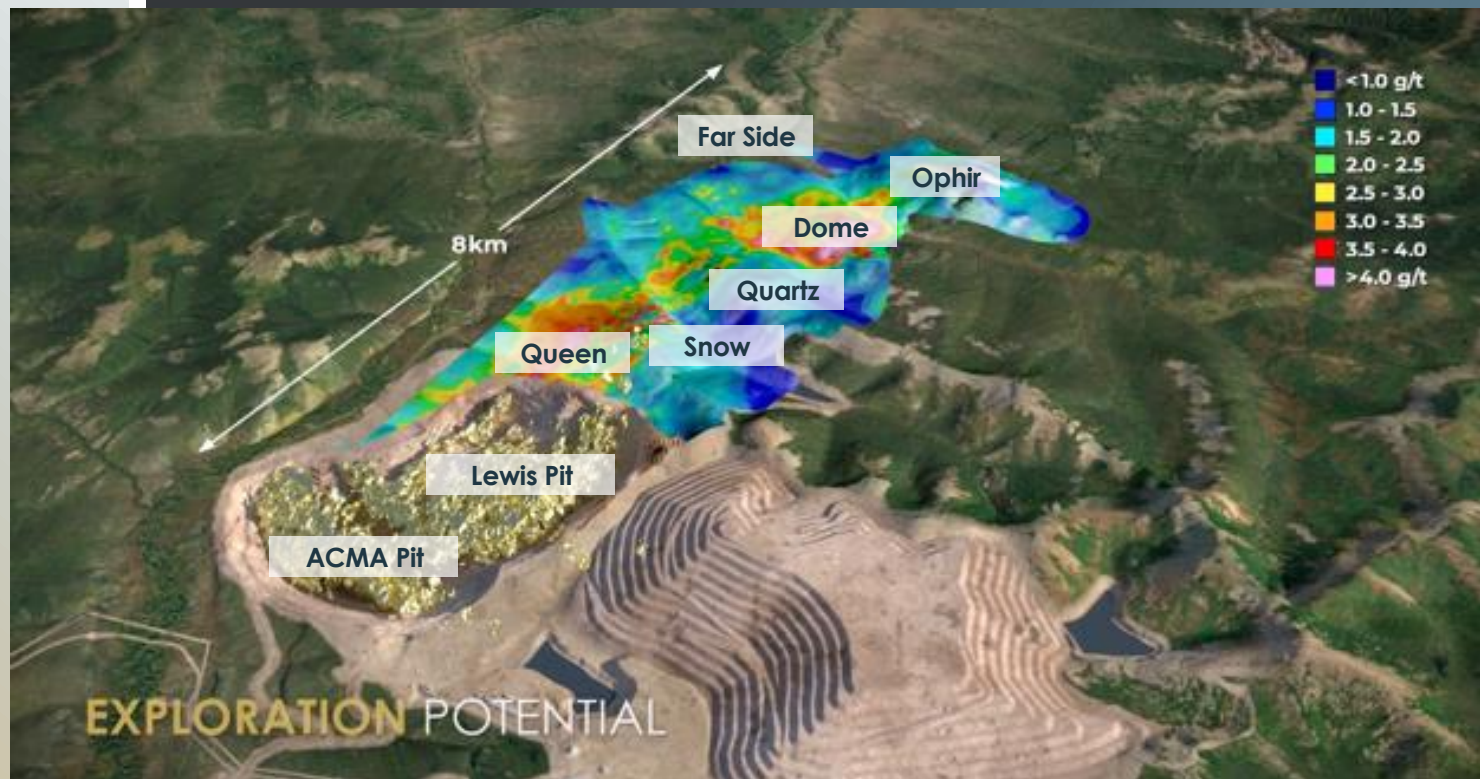 Far Side
Ophir
Dome
8km
Quartz
Queen
Snow
Lewis Pit
ACMA Pit
<1.0 g/t
1.0 - 1.5
1.5 - 2.0
2.0 - 2.5
2.5 - 3.0
3.0 - 3.5
3.5 - 4.0
>4.0 g/t
EXPLORATION POTENTIAL